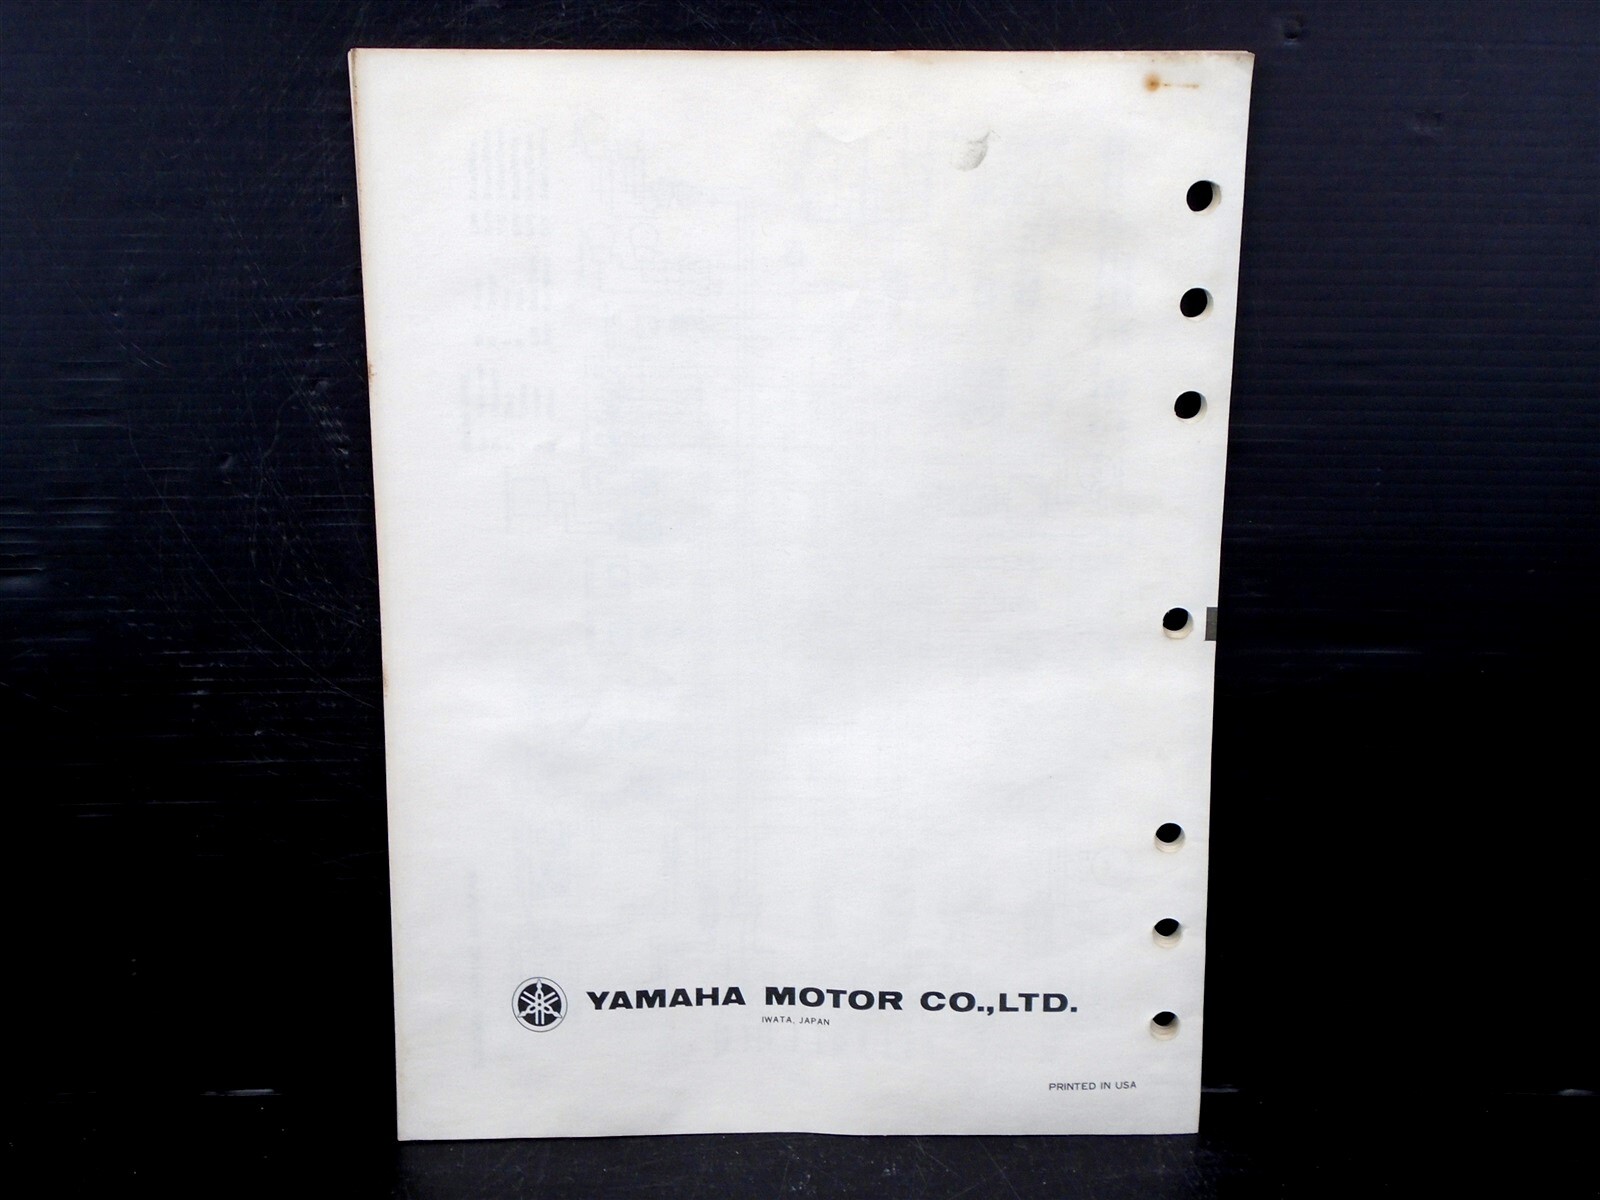 YAMAHA MOTOR CO.,LTD.
IWATA, JAPAN
PRINTED IN USA